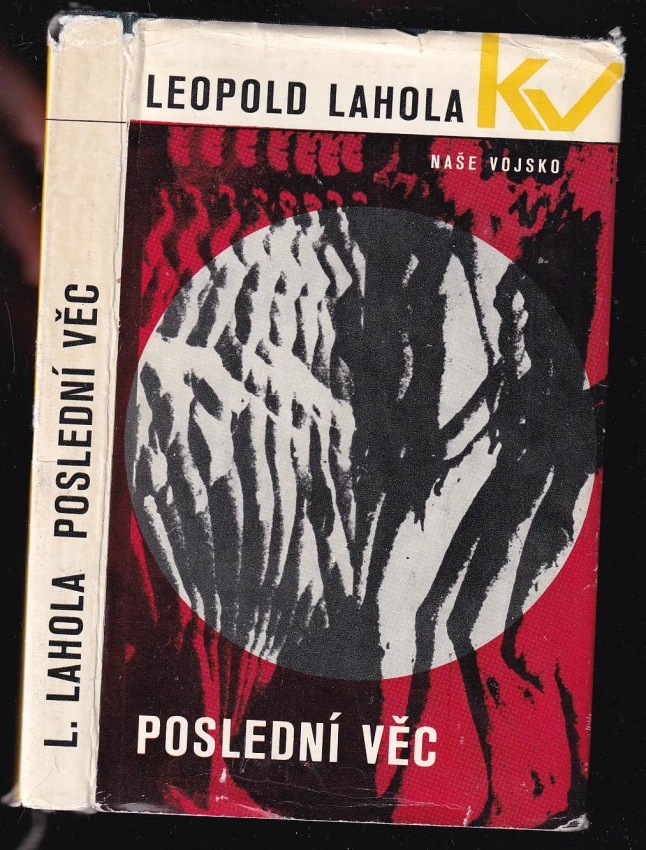 LEOPOLD LAHOLA
kv
NAŠE VOJSKO
L. LAHOLA POSLEDNÍ VĚC
POSLEDNÍ VĚC